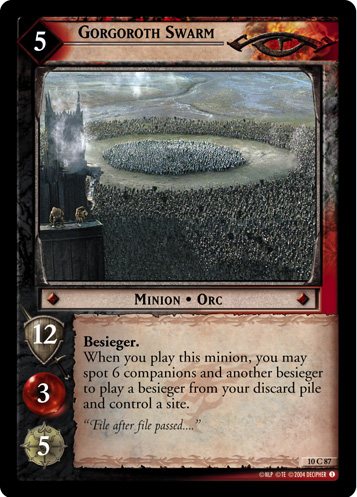 5
Gorgoroth Swarm
Minion • Orc
12
3
5
Besieger.
When you play this minion, you may
spot 6 companions and another besieger
to play a besieger from your discard pile
and control a site.
"File after file passed...."
10 C 87
©NLP ™©TE ©2004 DECIPHER